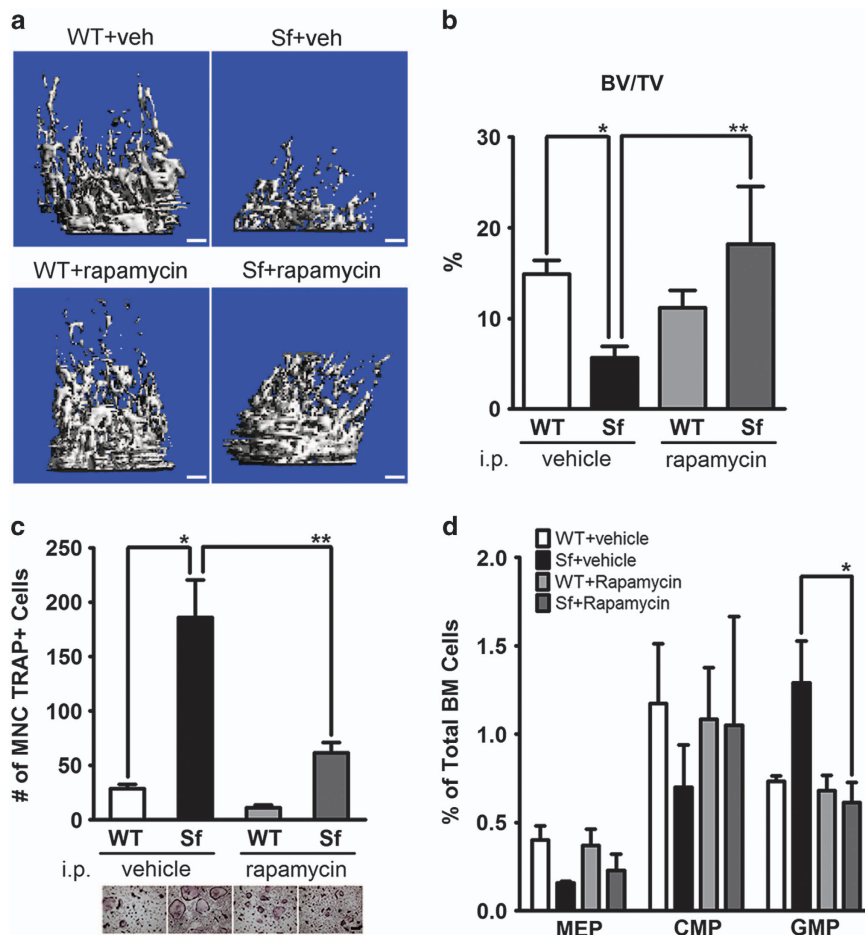 a
WT+veh
Sf+veh
WT+rapamycin
Sf+rapamycin
b
BV/TV
*
**
30
20
10
0
%
WT
Sf
WT
Sf
i.p.
vehicle
rapamycin
c
*
**
250
200
150
100
50
0
# of MNC TRAP+ Cells
WT
Sf
WT
Sf
i.p.
vehicle
rapamycin
d
WT+vehicle
Sf+vehicle
WT+Rapamycin
Sf+Rapamycin
*
2.0
1.5
1.0
0.5
0.0
% of Total BM Cells
MEP
CMP
GMP